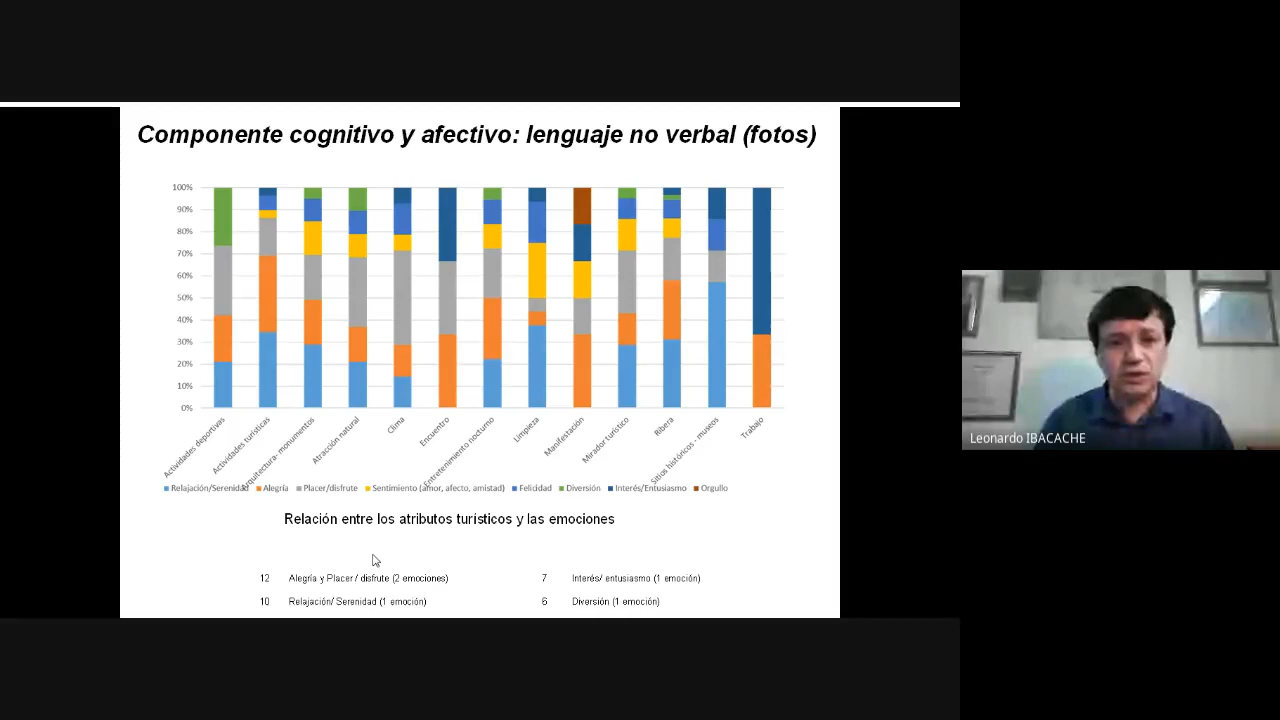 Componente cognitivo y afectivo: lenguaje no verbal (fotos)
100%
90%
80%
70%
60%
50%
40%
30%
20%
10%
0%
Actividades deportivas
Actividades turísticas
Arquitectura- monumentos
Atracción natural
Clima
Encuentro
Entretenimiento nocturno
Limpieza
Manifestación
Mirador turístico
Ribera
Sitios históricos - museos
Trabajo
Relajación/Serenidad Alegría Placer/disfrute Sentimiento (amor, afecto, amistad) Felicidad Diversión Interés/Entusiasmo Orgullo
Relación entre los atributos turísticos y las emociones
12 Alegría y Placer / disfrute (2 emociones) 7 Interés/ entusiasmo (1 emoción)
10 Relajación/ Serenidad (1 emoción) 6 Diversión (1 emoción)
Leonardo IBACACHE